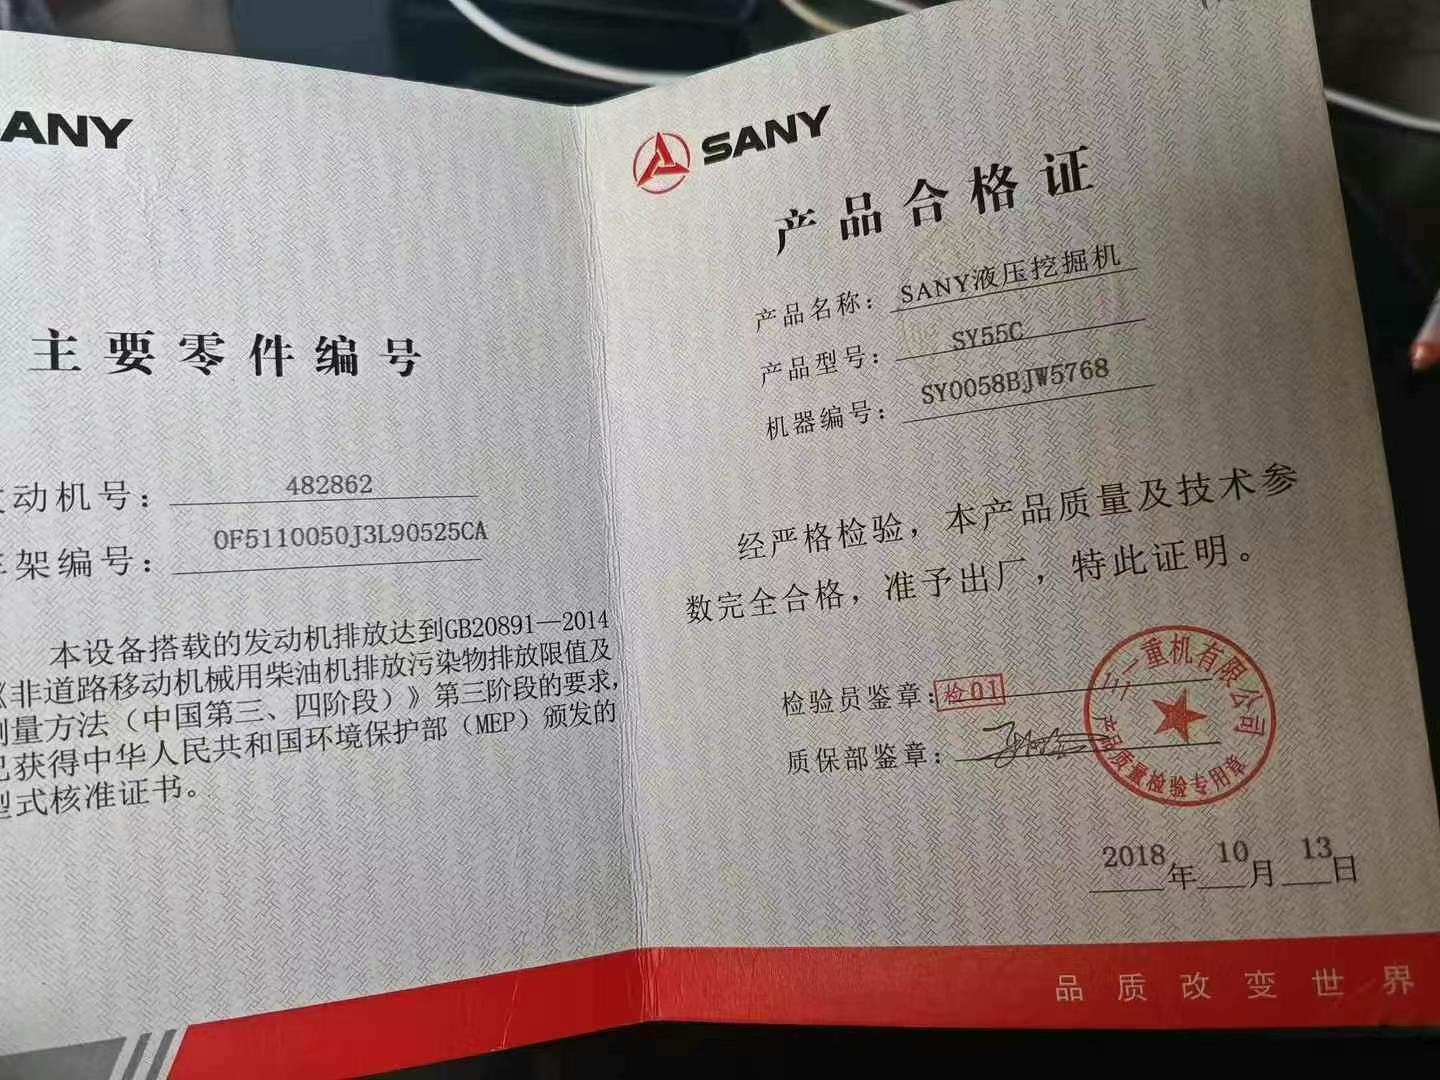 SANY
主要零件编号
发动机号：482862
车架编号：OF5110050J3L90525CA
本设备搭载的发动机排放达到GB20891—2014
《非道路移动机械用柴油机排放污染物排放限值及
测量方法（中国第三、四阶段）》第三阶段的要求，
已获得中华人民共和国环境保护部（MEP）颁发的
型式核准证书。
SANY
产品合格证
产品名称：SANY液压挖掘机
产品型号：SY55C
机器编号：SY0058BJW5768
经严格检验，本产品质量及技术参
数完全合格，准予出厂，特此证明。
检验员鉴章：检01
质保部鉴章：
三一重机有限公司
产品质量检验专用章
2018年10月13日
品质改变世界